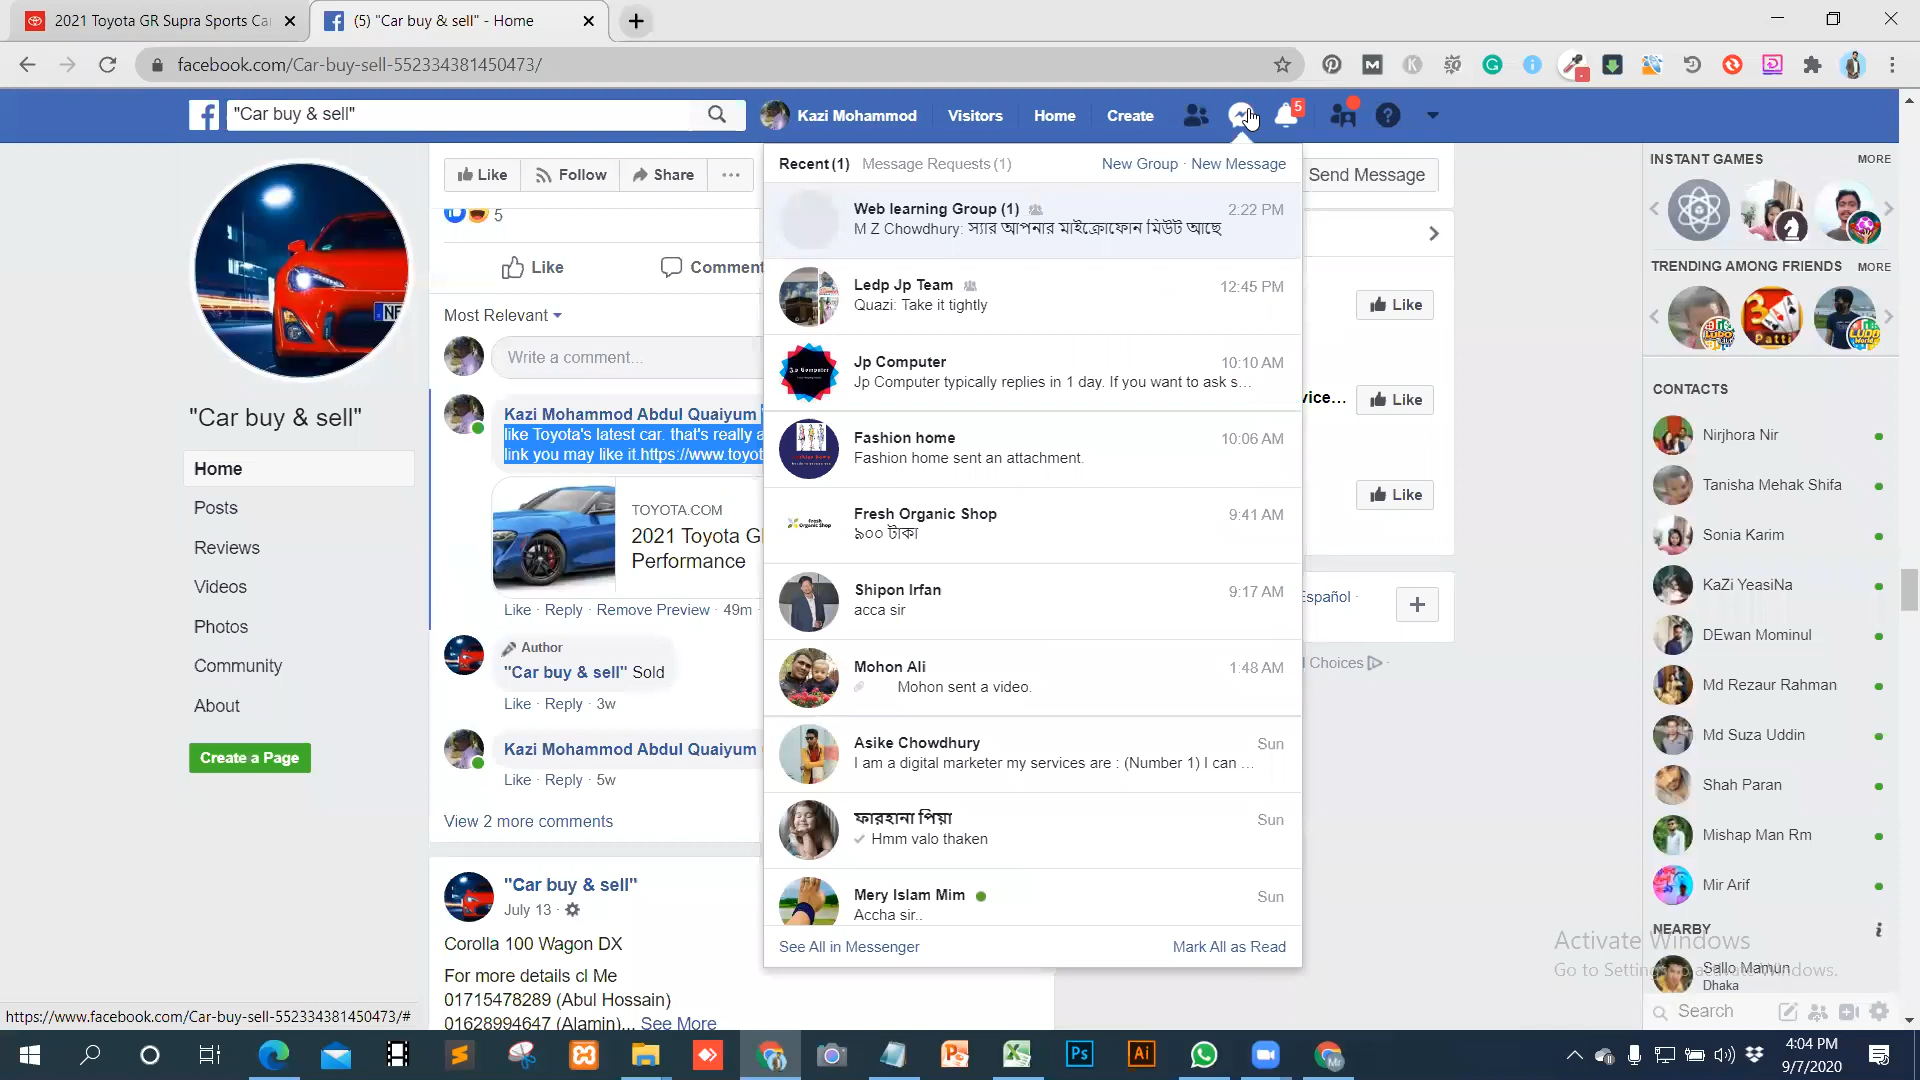 2021 Toyota GR Supra Sports Ca
(5) "Car buy & sell" - Home
facebook.com/Car-buy-sell-552334381450473/
"Car buy & sell"
Kazi Mohammod
Visitors
Home
Create
5
Like
Follow
Share
Recent (1)
Message Requests (1)
New Group · New Message
Send Message
Web learning Group (1)
2:22 PM
M Z Chowdhury: স্যার আপনার মাইক্রোফোন মিউট আছে
Ledp Jp Team
12:45 PM
Quazi: Take it tightly
Jp Computer
10:10 AM
Jp Computer typically replies in 1 day. If you want to ask s...
Fashion home
10:06 AM
Fashion home sent an attachment.
Fresh Organic Shop
9:41 AM
৯০০ টাকা
Shipon Irfan
9:17 AM
acca sir
Mohon Ali
1:48 AM
Mohon sent a video.
Asike Chowdhury
Sun
I am a digital marketer my services are : (Number 1) I can ...
ফারহানা পিয়া
Sun
Hmm valo thaken
Mery Islam Mim
Sun
Accha sir..
See All in Messenger
Mark All as Read
"Car buy & sell"
Home
Posts
Reviews
Videos
Photos
Community
About
Create a Page
5
Like
Comment
Most Relevant
Write a comment...
Kazi Mohammod Abdul Quaiyum
like Toyota's latest car. that's really a
link you may like it.https://www.toyot
TOYOTA.COM
2021 Toyota G
Performance
Like · Reply · Remove Preview · 49m
Author
"Car buy & sell" Sold
Like · Reply · 3w
Kazi Mohammod Abdul Quaiyum
Like · Reply · 5w
View 2 more comments
"Car buy & sell"
July 13
Corolla 100 Wagon DX
For more details cl Me
01715478289 (Abul Hossain)
01628994647 (Alamin)... See More
Like
vice...
Like
Like
Español ·
Choices
INSTANT GAMES
MORE
TRENDING AMONG FRIENDS
MORE
3
Patti
CONTACTS
Nirjhora Nir
Tanisha Mehak Shifa
Sonia Karim
KaZi YeasiNa
DEwan Mominul
Md Rezaur Rahman
Md Suza Uddin
Shah Paran
Mishap Man Rm
Mir Arif
NEARBY
Sallo Mamun
Dhaka
Search
Activate Windows
Go to Settings to activate Windows.
https://www.facebook.com/Car-buy-sell-552334381450473/#
4:04 PM
9/7/2020